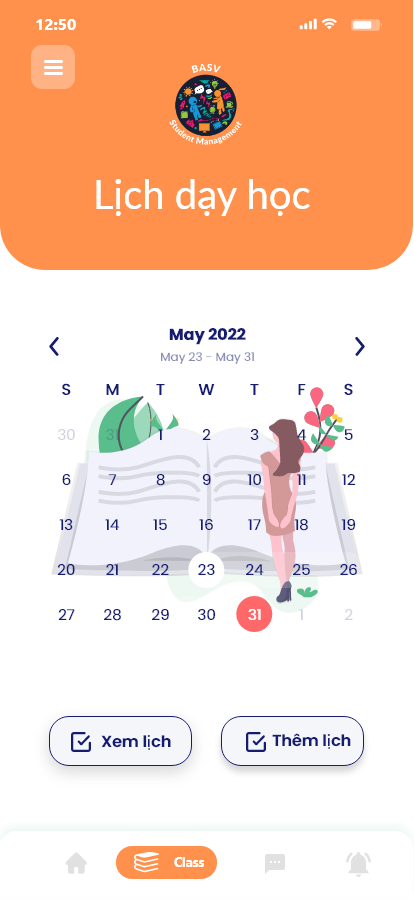 12:50
BASV
Student Management
Lịch dạy học
May 2022
May 23 - May 31
S M T W T F S
30 31 1 2 3 4 5
6 7 8 9 10 11 12
13 14 15 16 17 18 19
20 21 22 23 24 25 26
27 28 29 30 31 1 2
Xem lịch Thêm lịch
Class